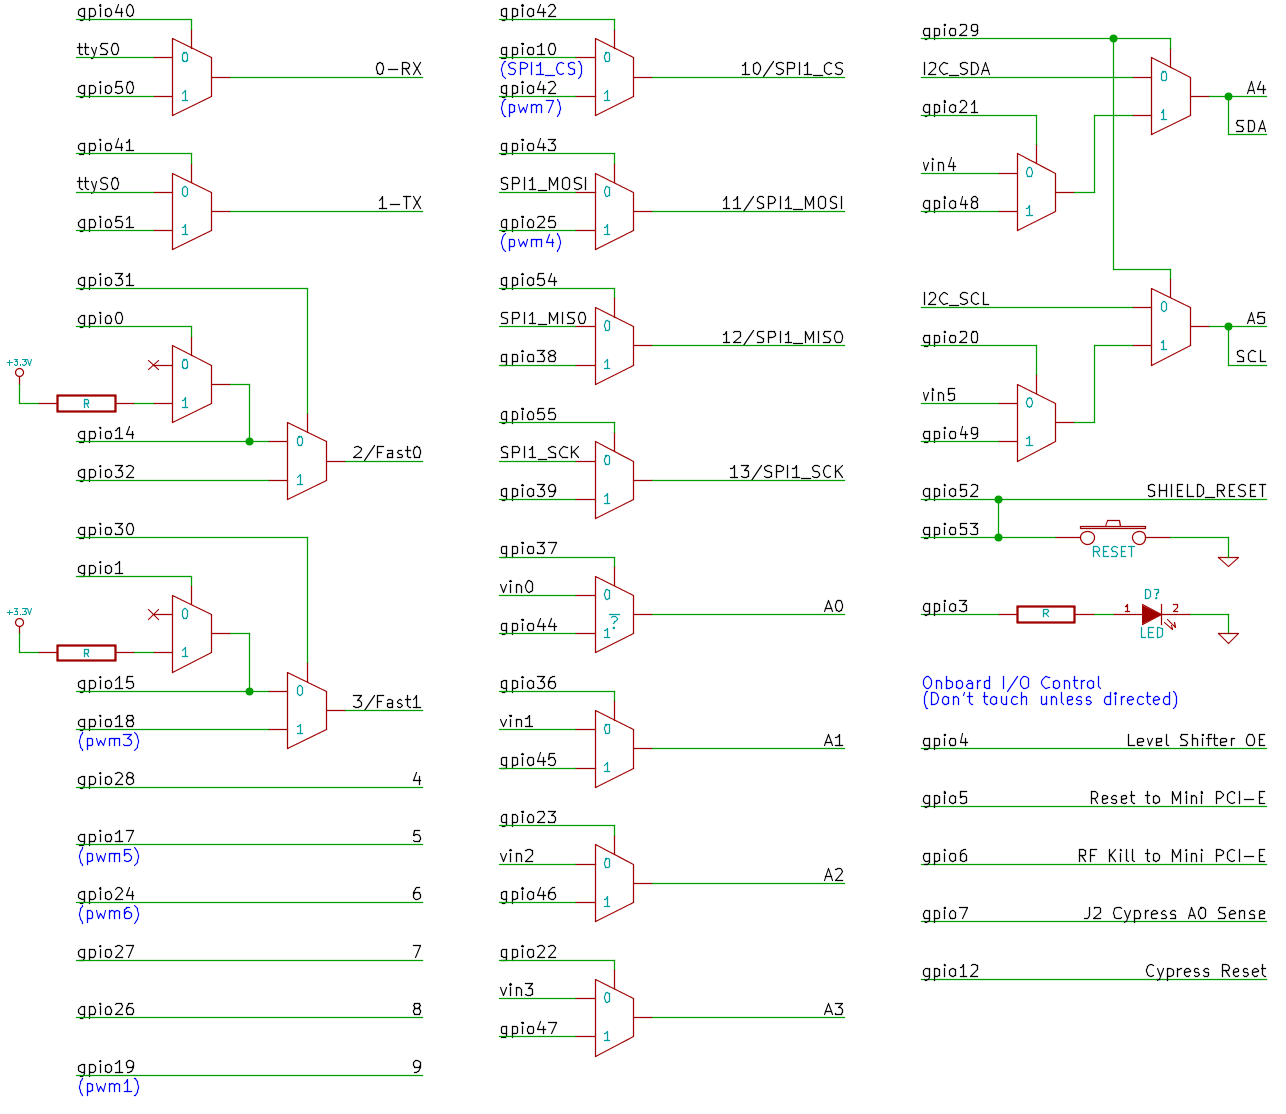 gpio40
ttyS0
0
0-RX
gpio50
1
gpio41
ttyS0
0
1-TX
gpio51
1
gpio31
gpio0
+3.3V
0
R
1
gpio14
0
2/Fast0
gpio32
1
gpio30
gpio1
+3.3V
0
R
1
gpio15
0
3/Fast1
gpio18
1
(pwm3)
gpio28
4
gpio17
5
(pwm5)
gpio24
6
(pwm6)
gpio27
7
gpio26
8
gpio19
9
(pwm1)
gpio42
gpio10
0
(SPI1_CS)
10/SPI1_CS
gpio42
1
(pwm7)
gpio43
SPI1_MOSI
0
11/SPI1_MOSI
gpio25
1
(pwm4)
gpio54
SPI1_MISO
0
12/SPI1_MISO
gpio38
1
gpio55
SPI1_SCK
0
13/SPI1_SCK
gpio39
1
gpio37
vin0
0
A0
?
gpio44
1
gpio36
vin1
0
A1
gpio45
1
gpio23
vin2
0
A2
gpio46
1
gpio22
vin3
0
A3
gpio47
1
gpio29
I2C_SDA
0
A4
gpio21
1
SDA
vin4
0
gpio48
1
I2C_SCL
0
A5
gpio20
1
SCL
vin5
0
gpio49
1
gpio52
SHIELD_RESET
gpio53
RESET
gpio3
R
D?
1
2
LED
Onboard I/O Control
(Don't touch unless directed)
gpio4
Level Shifter OE
gpio5
Reset to Mini PCI-E
gpio6
RF Kill to Mini PCI-E
gpio7
J2 Cypress A0 Sense
gpio12
Cypress Reset